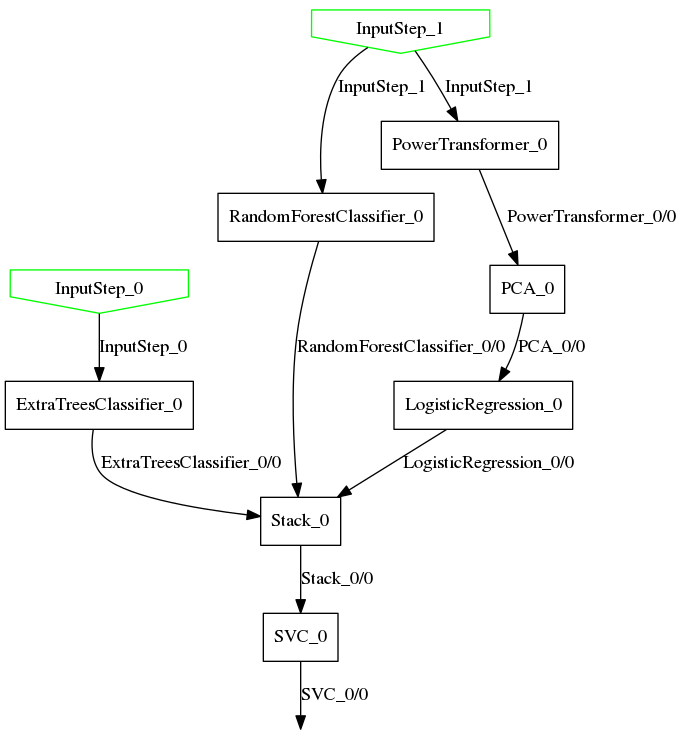 InputStep_1
InputStep_1
InputStep_1
PowerTransformer_0
RandomForestClassifier_0
PowerTransformer_0/0
InputStep_0
PCA_0
InputStep_0
RandomForestClassifier_0/0
PCA_0/0
ExtraTreesClassifier_0
LogisticRegression_0
ExtraTreesClassifier_0/0
LogisticRegression_0/0
Stack_0
Stack_0/0
SVC_0
SVC_0/0